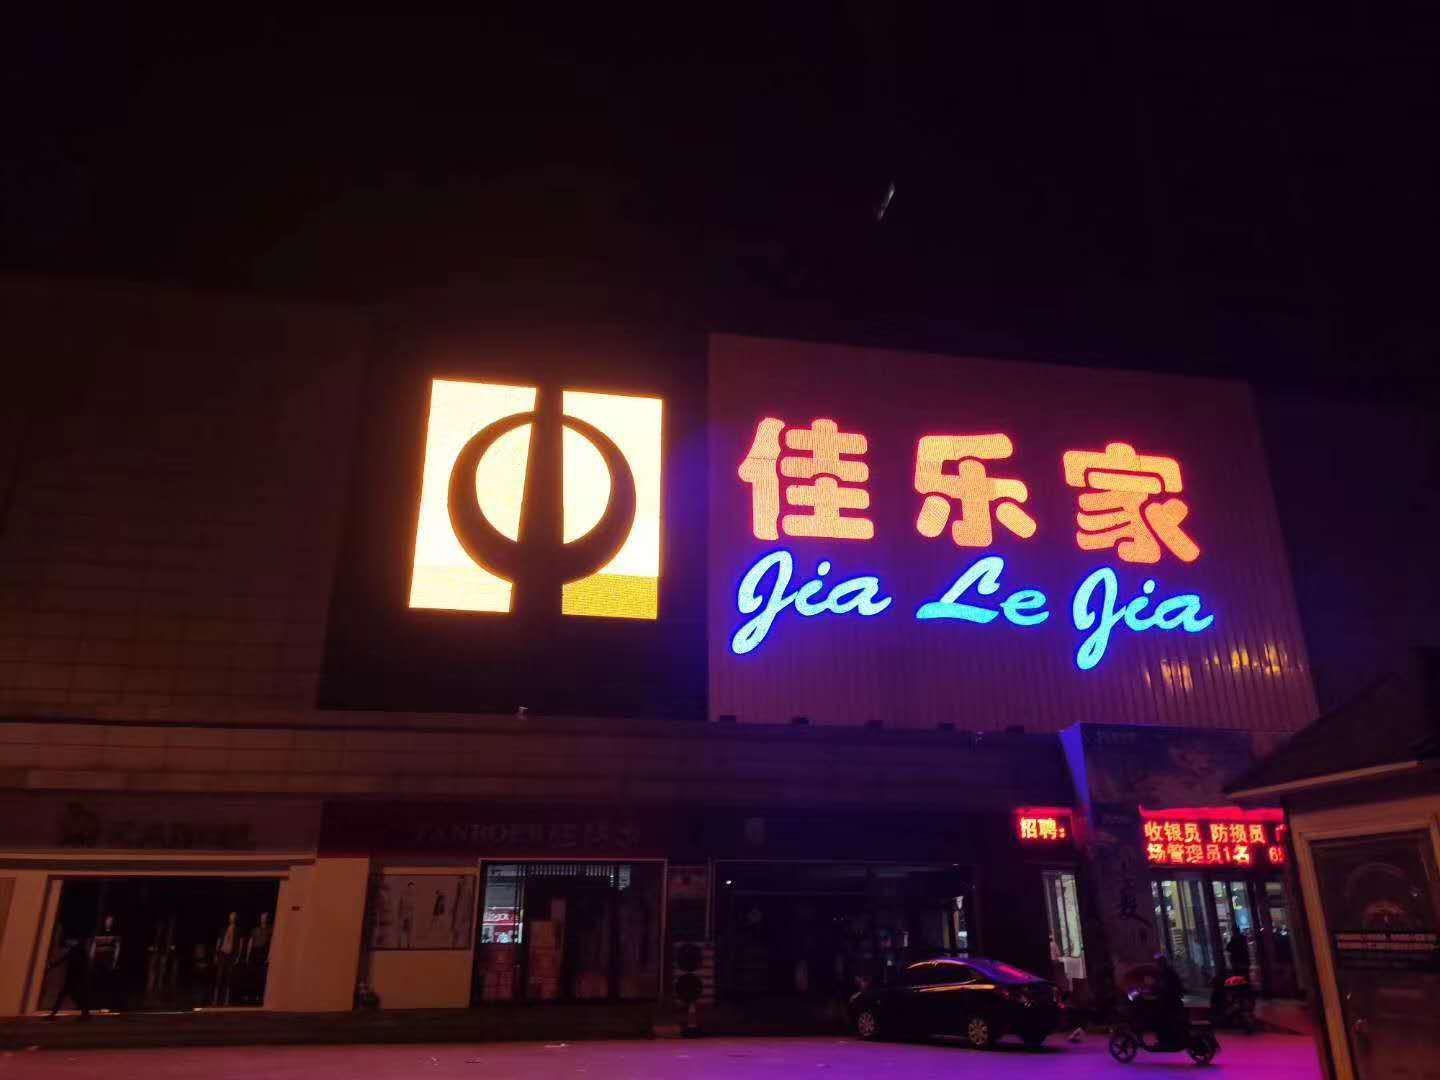 佳乐家
Jia Le Jia
招聘:
收银员 防损员
场管理员1名